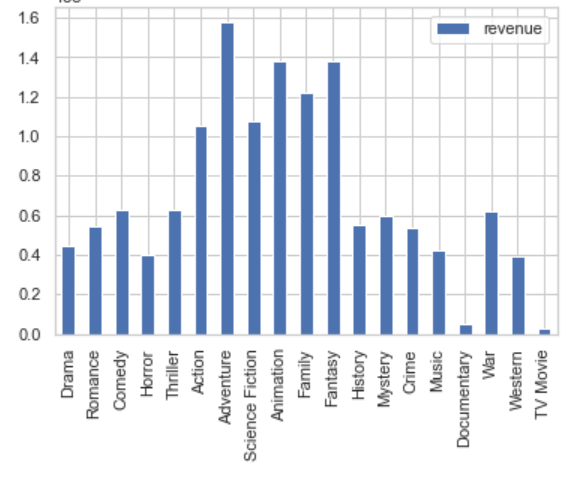 1.6
revenue
1.4
1.2
1.0
0.8
0.6
0.4
0.2
0.0
Drama
Romance
Comedy
Horror
Thriller
Action
Adventure
Science Fiction
Animation
Family
Fantasy
History
Mystery
Crime
Music
Documentary
War
Western
TV Movie